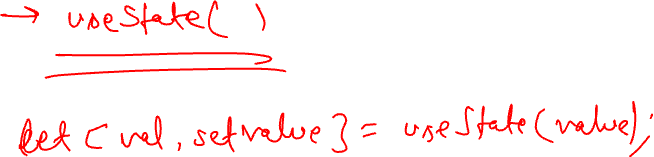 → useState( )
let [val, setvalue] = useState(value);